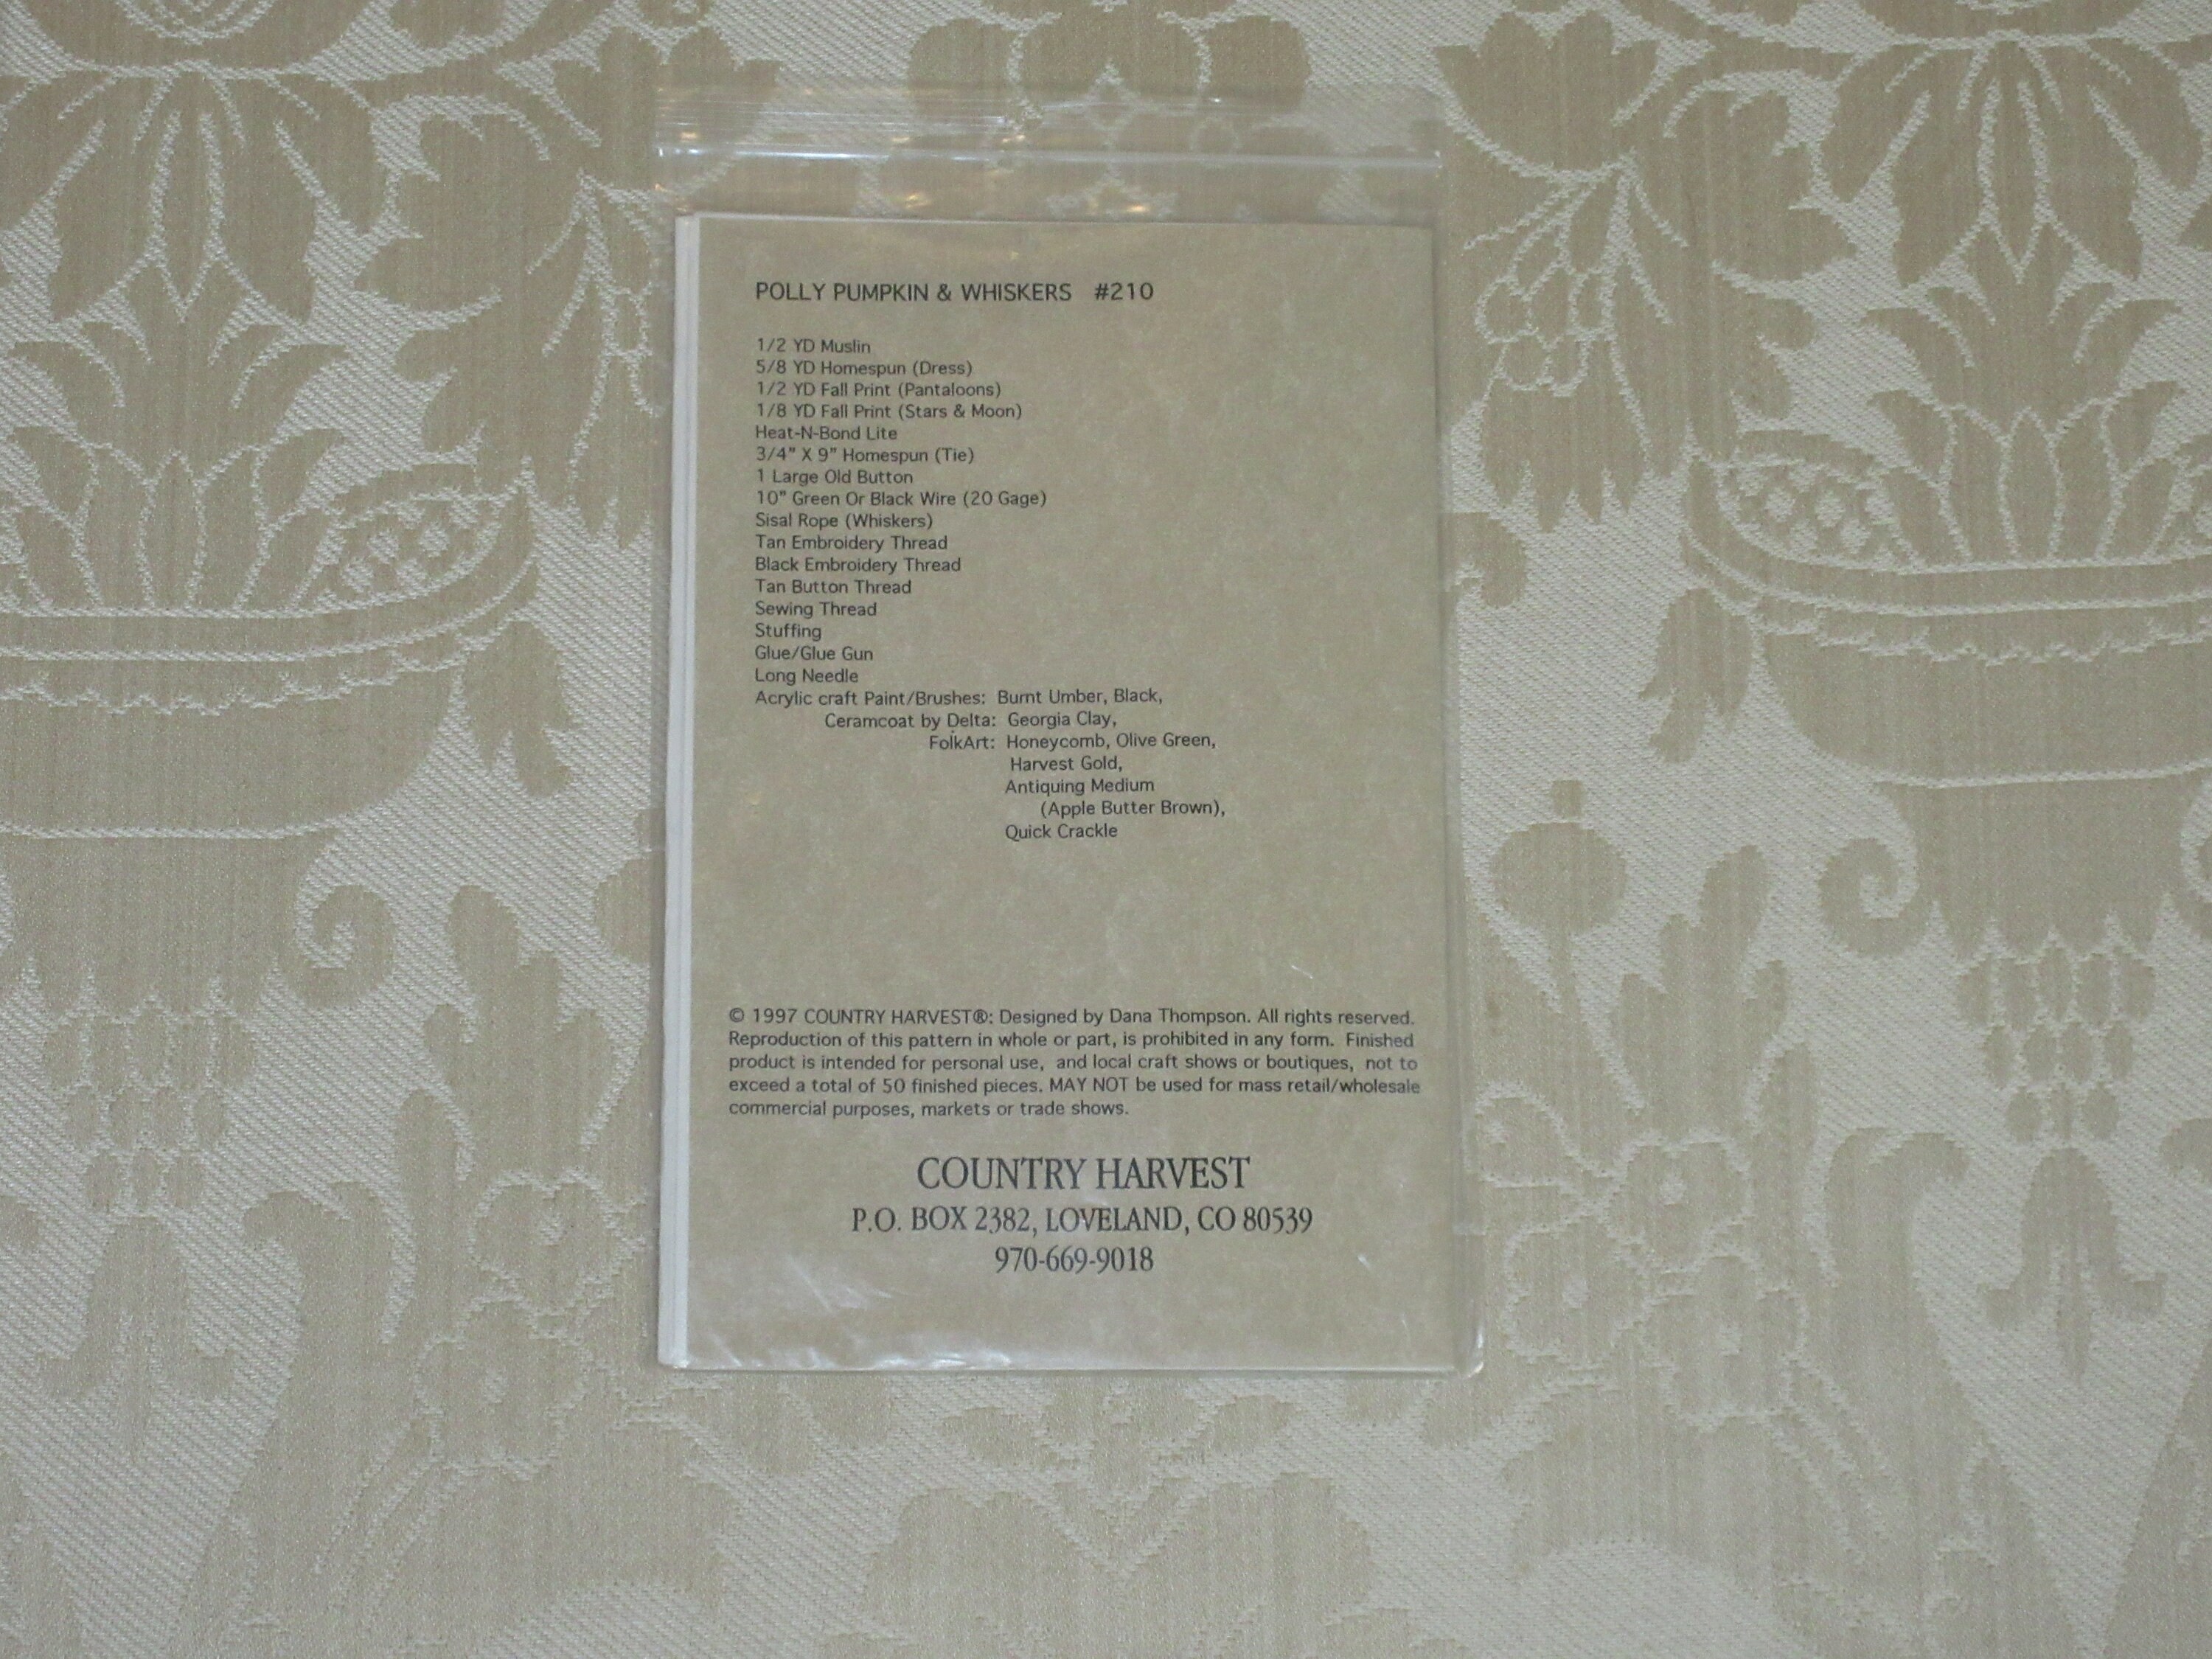 POLLY PUMPKIN & WHISKERS #210
1/2 YD Muslin
5/8 YD Homespun (Dress)
1/2 YD Fall Print (Pantaloons)
1/8 YD Fall Print (Stars & Moon)
Heat-N-Bond Lite
3/4" X 9" Homespun (Tie)
1 Large Old Button
10" Green Or Black Wire (20 Gage)
Sisal Rope (Whiskers)
Tan Embroidery Thread
Black Embroidery Thread
Tan Button Thread
Sewing Thread
Stuffing
Glue/Glue Gun
Long Needle
Acrylic craft Paint/Brushes: Burnt Umber, Black,
Ceramcoat by Delta: Georgia Clay,
FolkArt: Honeycomb, Olive Green,
Harvest Gold,
Antiquing Medium
(Apple Butter Brown),
Quick Crackle
© 1997 COUNTRY HARVEST®: Designed by Dana Thompson. All rights reserved.
Reproduction of this pattern in whole or part, is prohibited in any form. Finished
product is intended for personal use, and local craft shows or boutiques, not to
exceed a total of 50 finished pieces. MAY NOT be used for mass retail/wholesale
commercial purposes, markets or trade shows.
COUNTRY HARVEST
P.O. BOX 2382, LOVELAND, CO 80539
970-669-9018